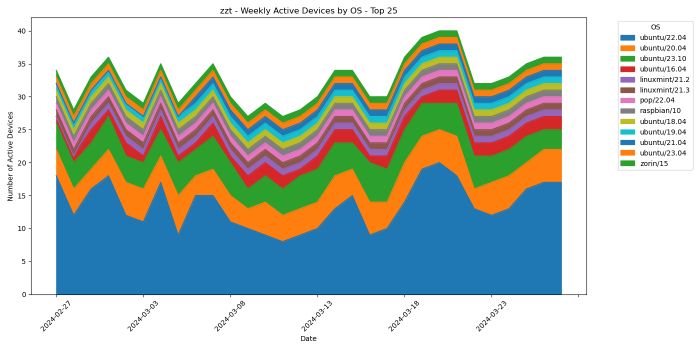 zzt - Weekly Active Devices by OS - Top 25
Number of Active Devices
40
35
30
25
20
15
10
5
0
2024-02-27
2024-03-03
2024-03-08
2024-03-13
2024-03-18
2024-03-23
Date
OS
ubuntu/22.04
ubuntu/20.04
ubuntu/23.10
ubuntu/16.04
linuxmint/21.2
linuxmint/21.3
pop/22.04
raspbian/10
ubuntu/18.04
ubuntu/19.04
ubuntu/21.04
ubuntu/23.04
zorin/15